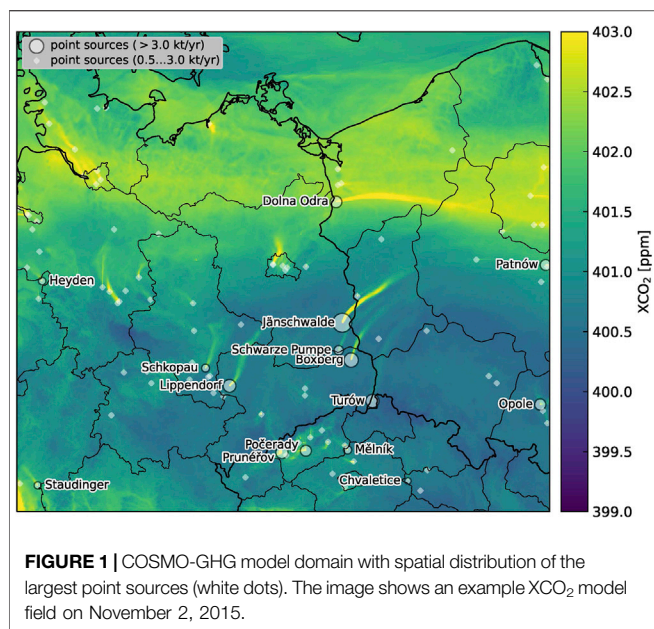 point sources (> 3.0 kt/yr)
point sources (0.5...3.0 kt/yr)
403.0
402.5
402.0
401.5
401.0
400.5
400.0
399.5
399.0
XCO₂ [ppm]
Dolna Odra
Patnów
Heyden
Jänschwalde
Schwarze Pumpe
Boxberg
Schkopau
Lippendorf
Turów
Opole
Počerady
Prunéřov
Mělník
Chvaletice
Staudinger
FIGURE 1 | COSMO-GHG model domain with spatial distribution of the
largest point sources (white dots). The image shows an example XCO₂ model
field on November 2, 2015.